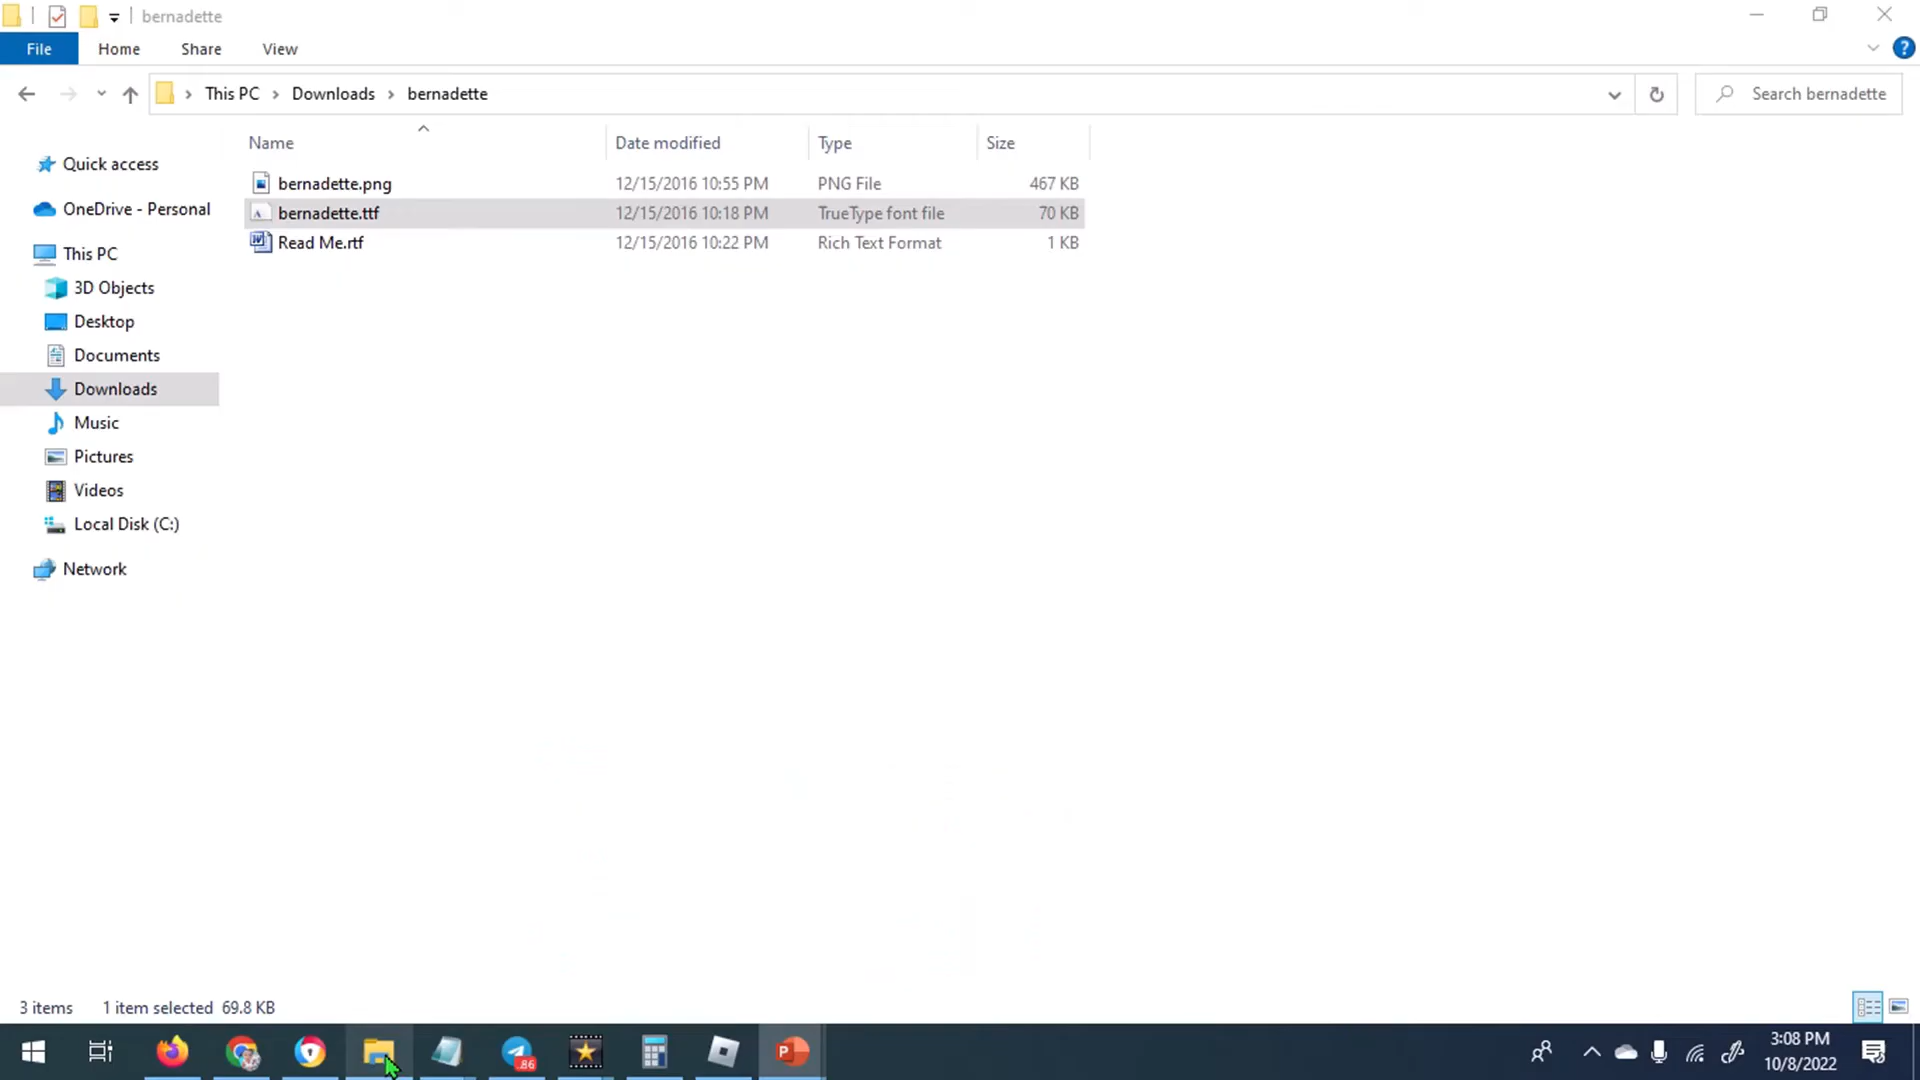 bernadette
File Home Share View
This PC Downloads bernadette
Search bernadette
Name Date modified Type Size
bernadette.png 12/15/2016 10:55 PM PNG File 467 KB
bernadette.ttf 12/15/2016 10:18 PM TrueType font file 70 KB
Read Me.rtf 12/15/2016 10:22 PM Rich Text Format 1 KB
Quick access
OneDrive - Personal
This PC
3D Objects
Desktop
Documents
Downloads
Music
Pictures
Videos
Local Disk (C:)
Network
3 items 1 item selected 69.8 KB
.86
3:08 PM
10/8/2022